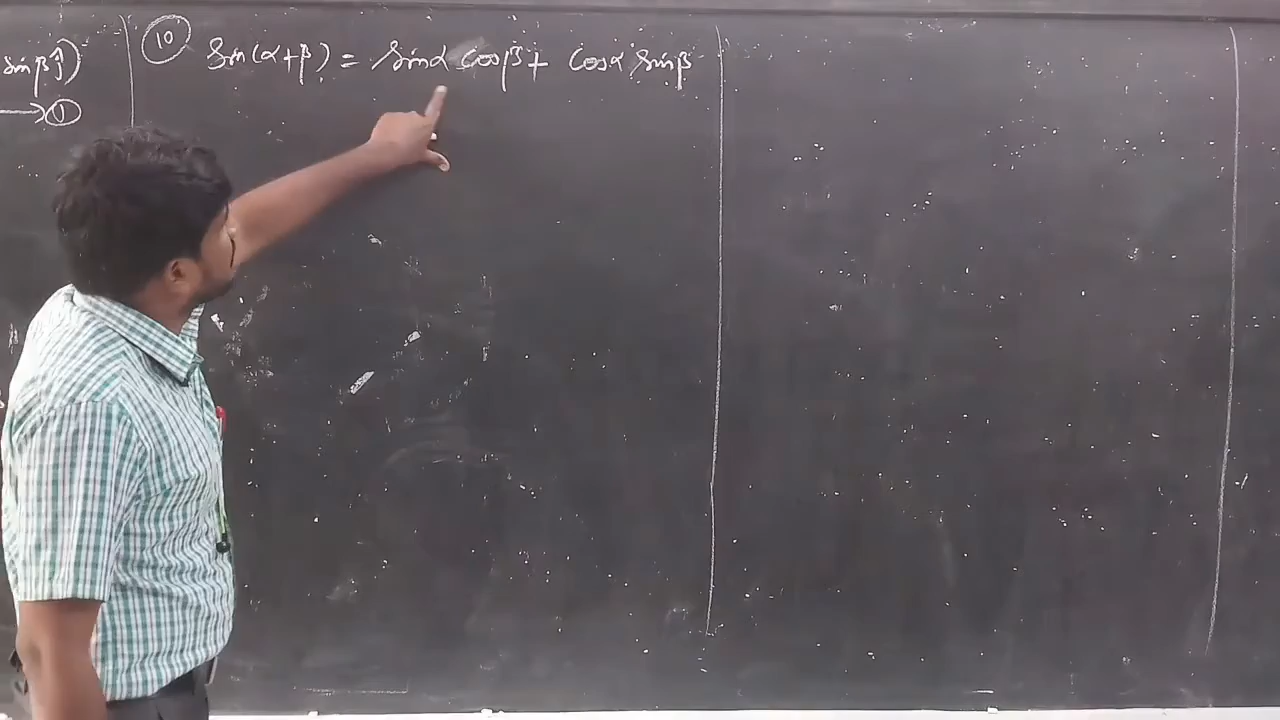 sin β ĵ)
→ ①
⑩ Sin(α+β) = Sinα Cosβ + Cosα Sinβ